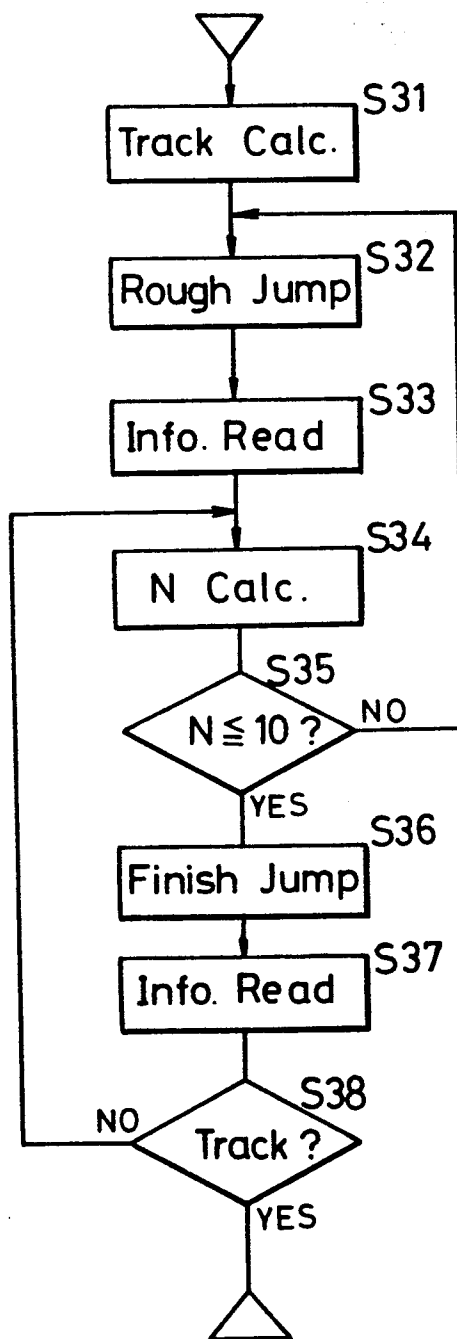 S31
Track Calc.
S32
Rough Jump
S33
Info. Read
S34
N Calc.
S35
N ≦ 10 ?
NO
YES
S36
Finish Jump
S37
Info. Read
S38
NO
Track ?
YES